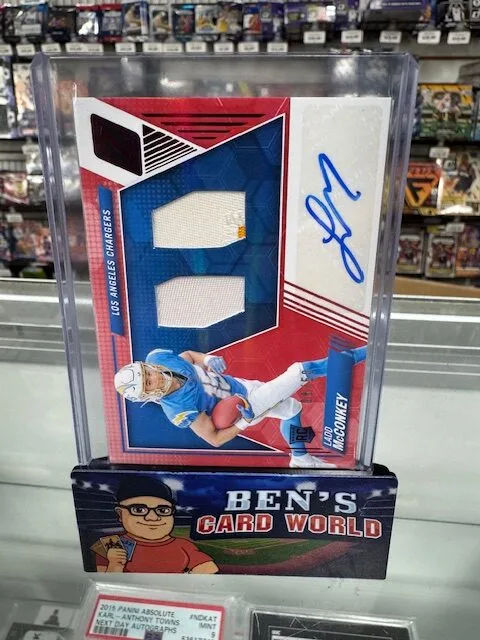 LOS ANGELES CHARGERS
LADD
McCONKEY
RC
BEN'S
CARD WORLD
2015 PANINI ABSOLUTE #NDKAT
KARL-ANTHONY TOWNS MINT
NEXT DAY AUTOGRAPHS 9